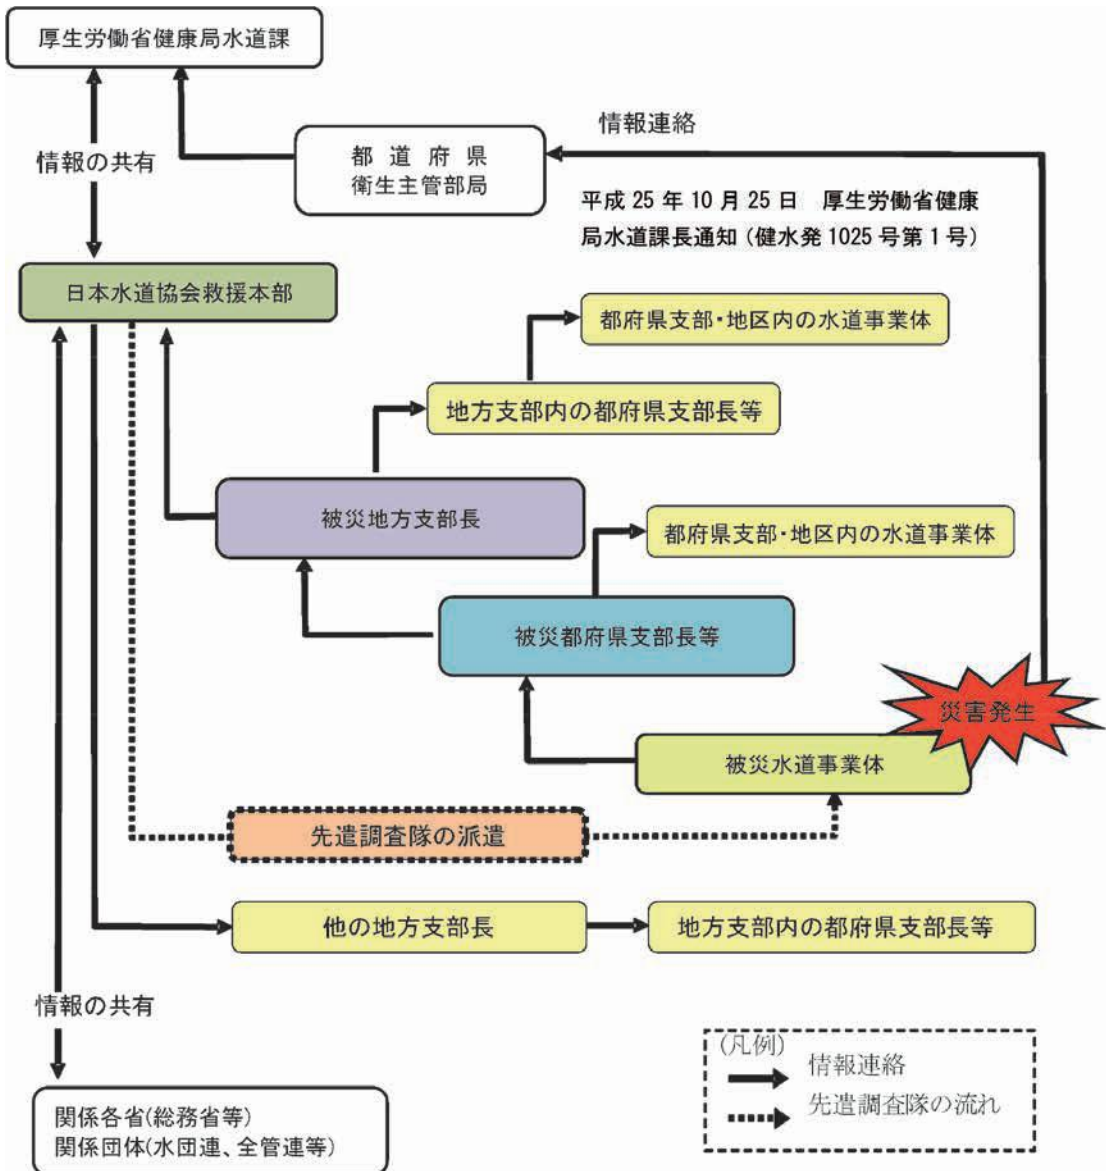 厚生労働省健康局水道課
情報連絡
都道府県
衛生主管部局
情報の共有
平成25年10月25日 厚生労働省健康
局水道課長通知(健水発1025号第1号)
日本水道協会救援本部
都府県支部・地区内の水道事業体
地方支部内の都府県支部長等
被災地方支部長
都府県支部・地区内の水道事業体
被災都府県支部長等
災害発生
被災水道事業体
先遣調査隊の派遣
他の地方支部長
地方支部内の都府県支部長等
情報の共有
(凡例)
情報連絡
先遣調査隊の流れ
関係各省(総務省等)
関係団体(水団連、全管連等)